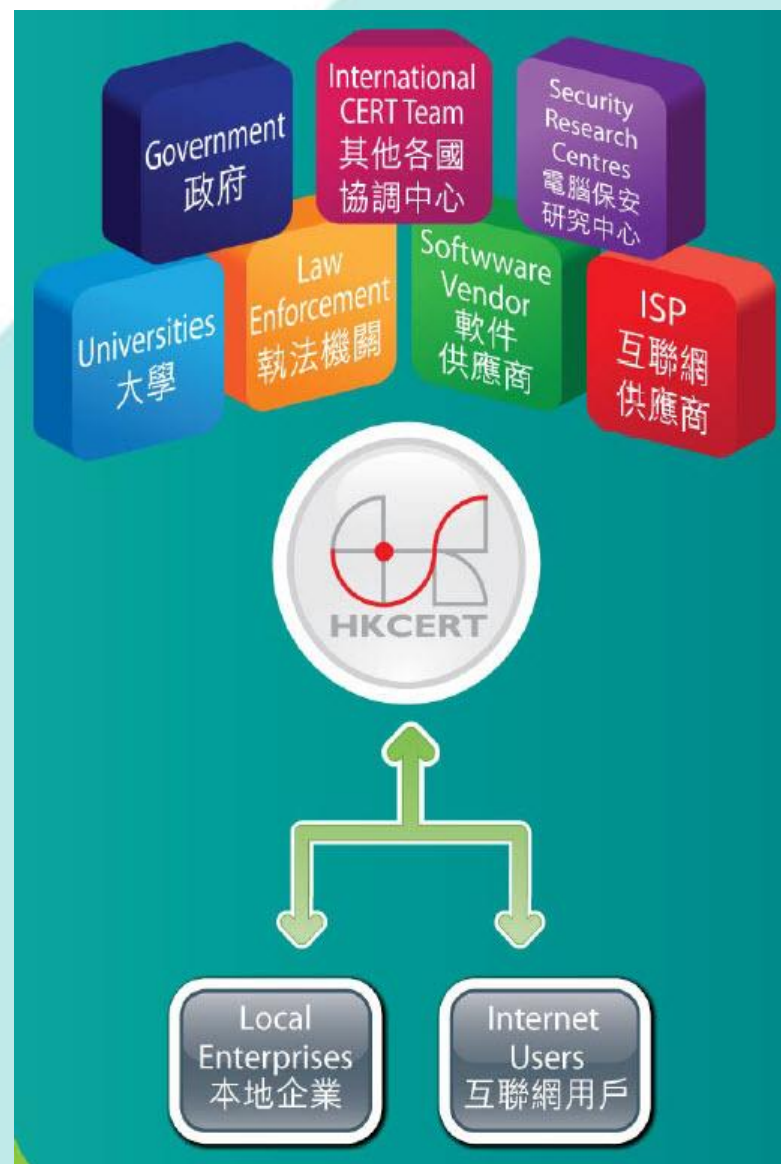 Government
政府
International
CERT Team
其他各國
協調中心
Security
Research
Centres
電腦保安
研究中心
Universities
大學
Law
Enforcement
執法機關
Softwware
Vendor
軟件
供應商
ISP
互聯網
供應商
HKCERT
Local
Enterprises
本地企業
Internet
Users
互聯網用戶